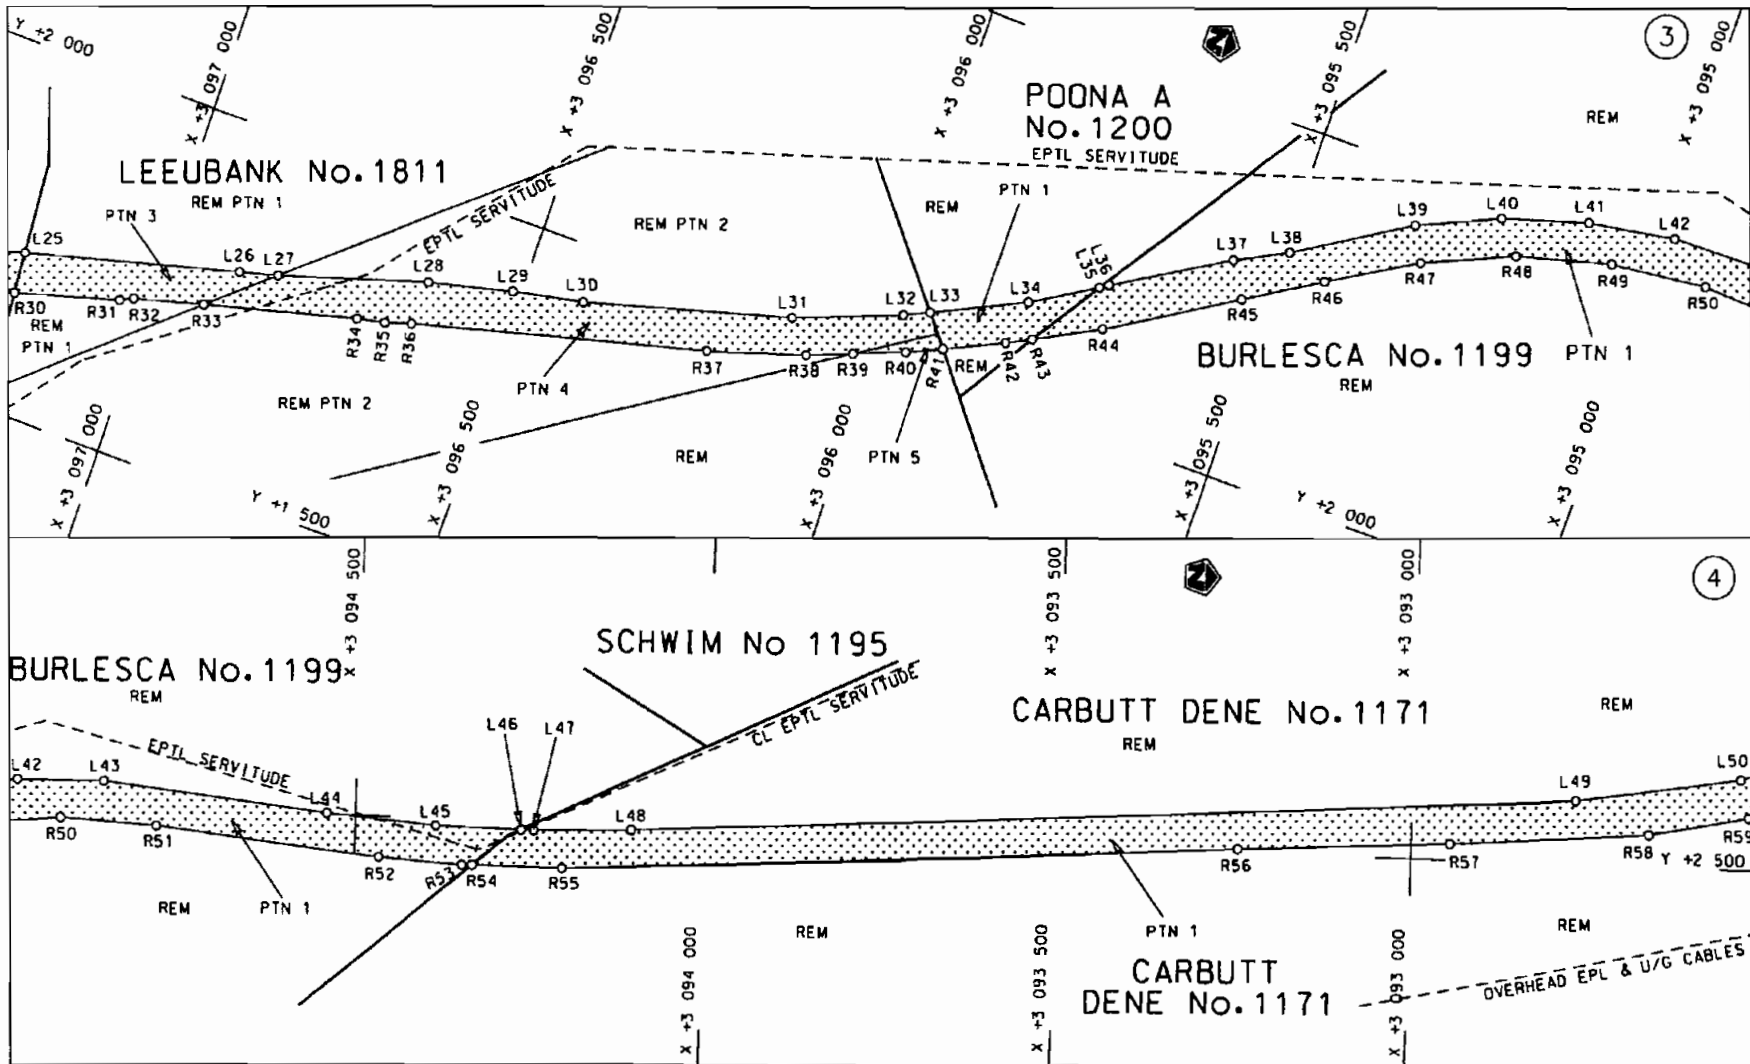 Y +2 000
X +3 097 000
X +3 096 500
X +3 096 000
X +3 095 500
X +3 095 000
3
POONA A
No.1200
EPTL SERVITUDE
REM
LEEUBANK No.1811
REM PTN 1
PTN 3
EPTL SERVITUDE
REM PTN 2
REM
PTN 1
L25
L26
L27
L28
L29
L30
L31
L32
L33
L34
L35
L36
L37
L38
L39
L40
L41
L42
R30
R31
R32
R33
R34
R35
R36
R37
R38
R39
R40
R41
R42
R43
R44
R45
R46
R47
R48
R49
R50
REM
PTN 1
REM
BURLESCA No.1199
REM
PTN 1
PTN 4
REM PTN 2
REM
PTN 5
X +3 097 000
Y +1 500
X +3 096 500
X +3 096 000
X +3 095 500
Y +2 000
X +3 095 000
X +3 094 500
X +3 093 500
X +3 093 000
4
SCHWIM No 1195
BURLESCA No.1199
REM
CL EPTL SERVITUDE
CARBUTT DENE No.1171
REM
REM
EPTL SERVITUDE
L42
L43
L44
L45
L46
L47
L48
L49
L50
R50
R51
R52
R53
R54
R55
R56
R57
R58
R59
Y +2 500
REM
PTN 1
REM
PTN 1
REM
CARBUTT
DENE No.1171
OVERHEAD EPL & U/G CABLES
X +3 094 000
X +3 093 500
X +3 093 000